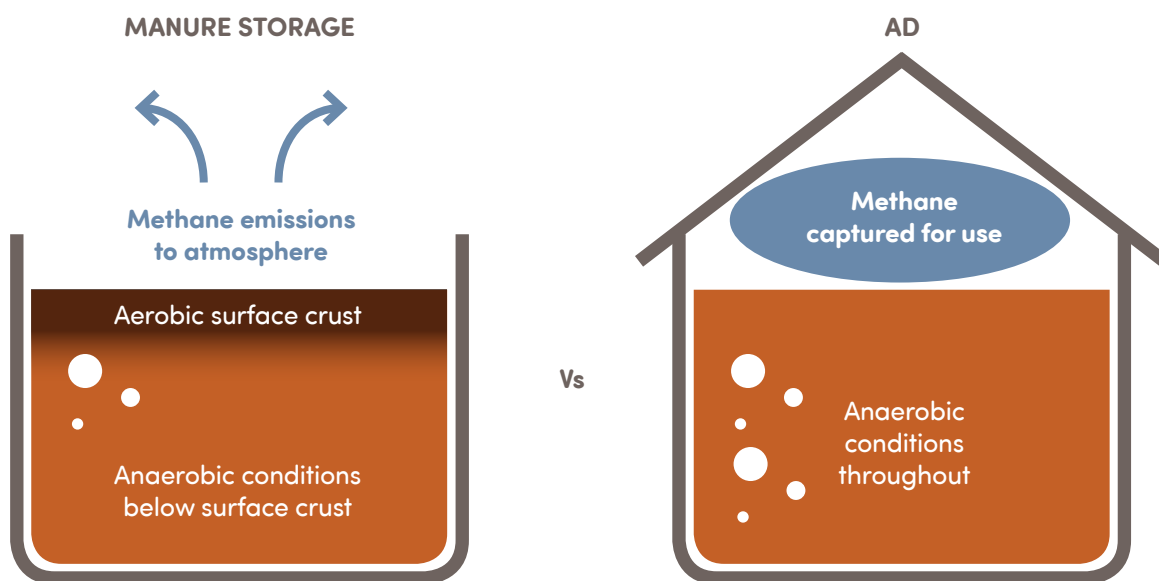 MANURE STORAGE
Methane emissions
to atmosphere
Aerobic surface crust
Anaerobic conditions
below surface crust
Vs
AD
Methane
captured for use
Anaerobic
conditions
throughout